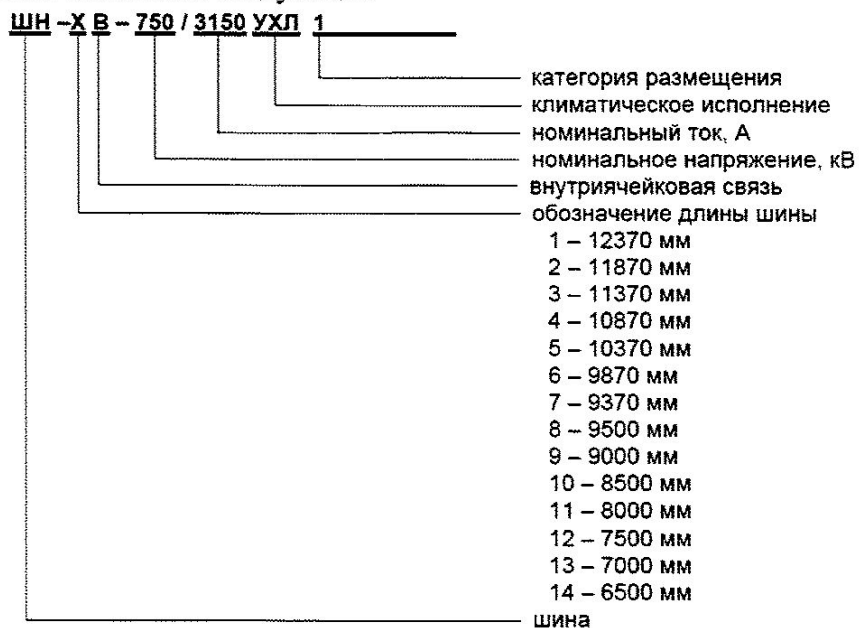 ШН –Х В – 750 / 3150 УХЛ 1
категория размещения
климатическое исполнение
номинальный ток, А
номинальное напряжение, кВ
внутриячейковая связь
обозначение длины шины
1 – 12370 мм
2 – 11870 мм
3 – 11370 мм
4 – 10870 мм
5 – 10370 мм
6 – 9870 мм
7 – 9370 мм
8 – 9500 мм
9 – 9000 мм
10 – 8500 мм
11 – 8000 мм
12 – 7500 мм
13 – 7000 мм
14 – 6500 мм
шина